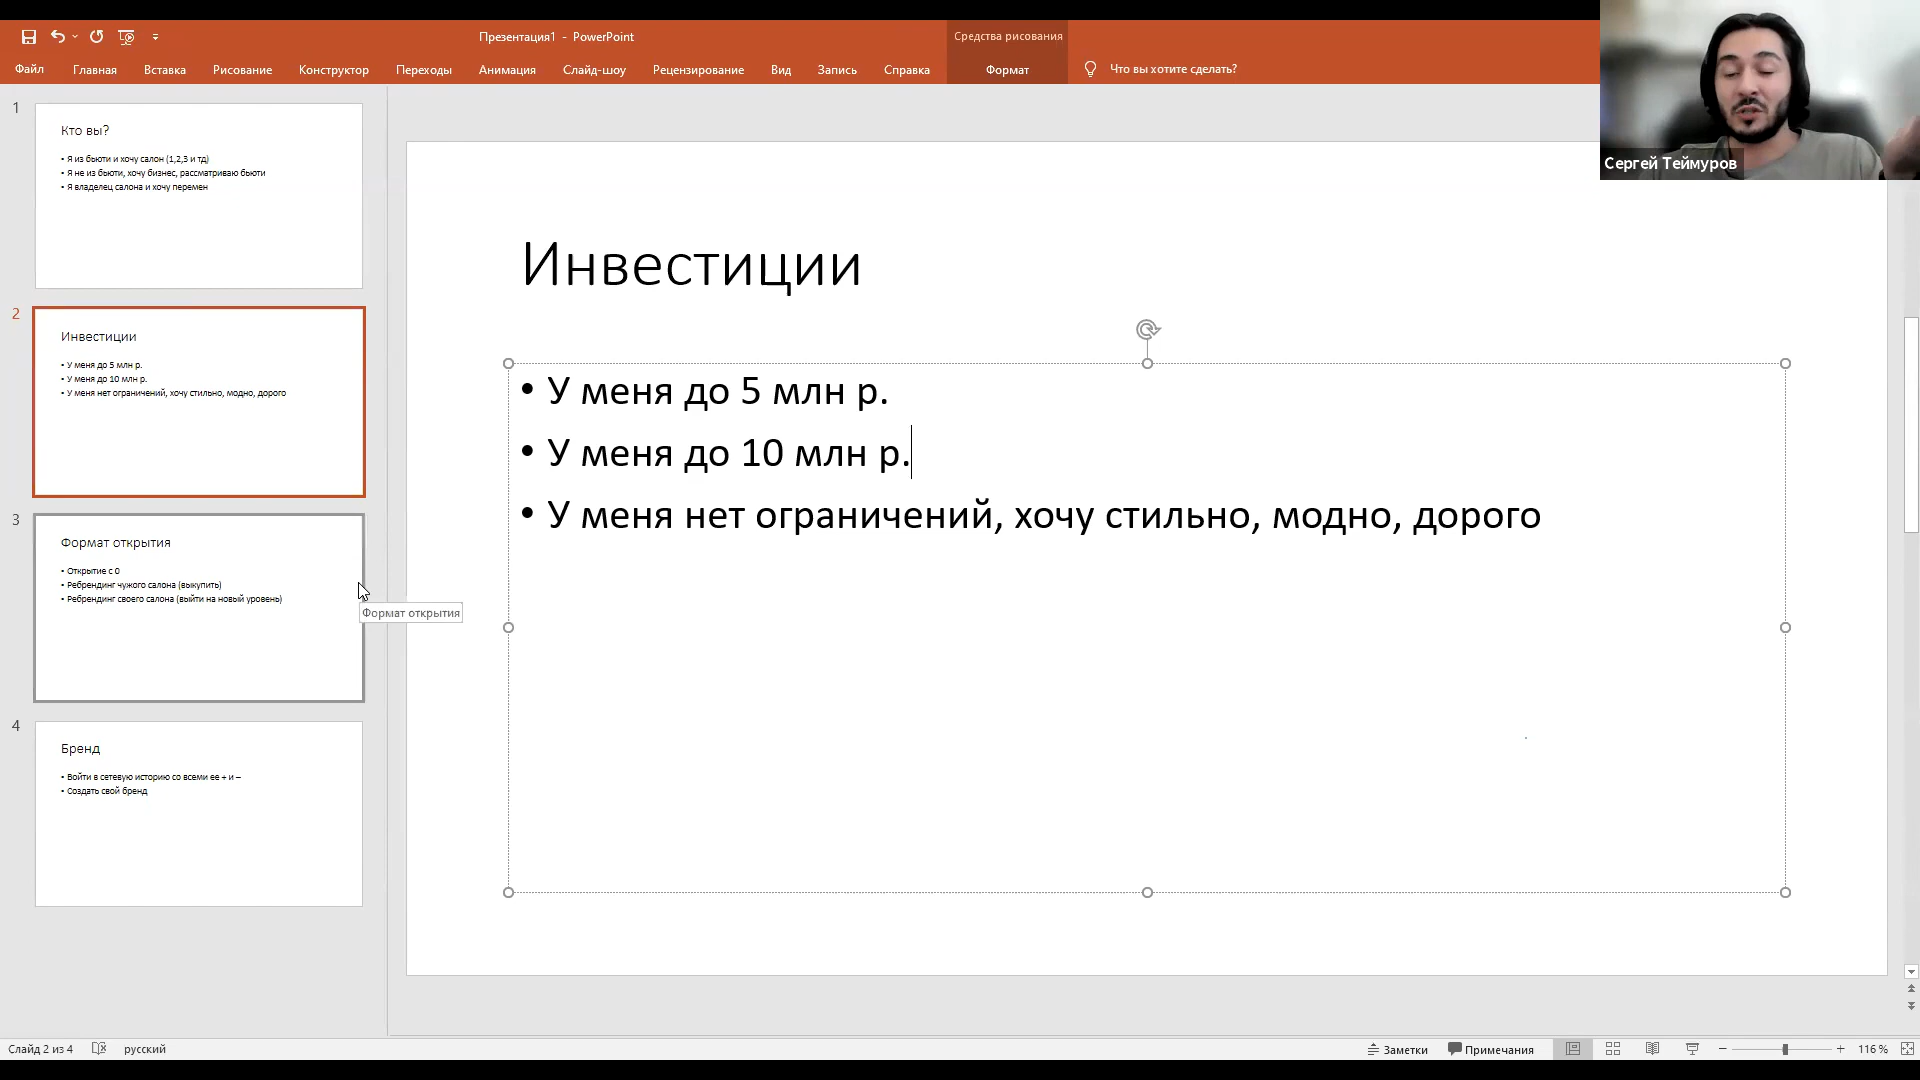 Презентация1 - PowerPoint
Средства рисования
Файл Главная Вставка Рисование Конструктор Переходы Анимация Слайд-шоу Рецензирование Вид Запись Справка Формат Что вы хотите сделать?
Сергей Теймуров
1
Кто вы?
• Я из бьюти и хочу салон (1,2,3 и тд)
• Я не из бьюти, хочу бизнес, рассматриваю бьюти
• Я владелец салона и хочу перемен
2
Инвестиции
• У меня до 5 млн р.
• У меня до 10 млн р.
• У меня нет ограничений, хочу стильно, модно, дорого
3
Формат открытия
• Открытие с 0
• Ребрендинг чужого салона (выкупить)
• Ребрендинг своего салона (выйти на новый уровень)
Формат открытия
4
Бренд
• Войти в сетевую историю со всеми ее + и –
• Создать свой бренд
Инвестиции
• У меня до 5 млн р.
• У меня до 10 млн р.
• У меня нет ограничений, хочу стильно, модно, дорого
Слайд 2 из 4 русский Заметки Примечания 116 %